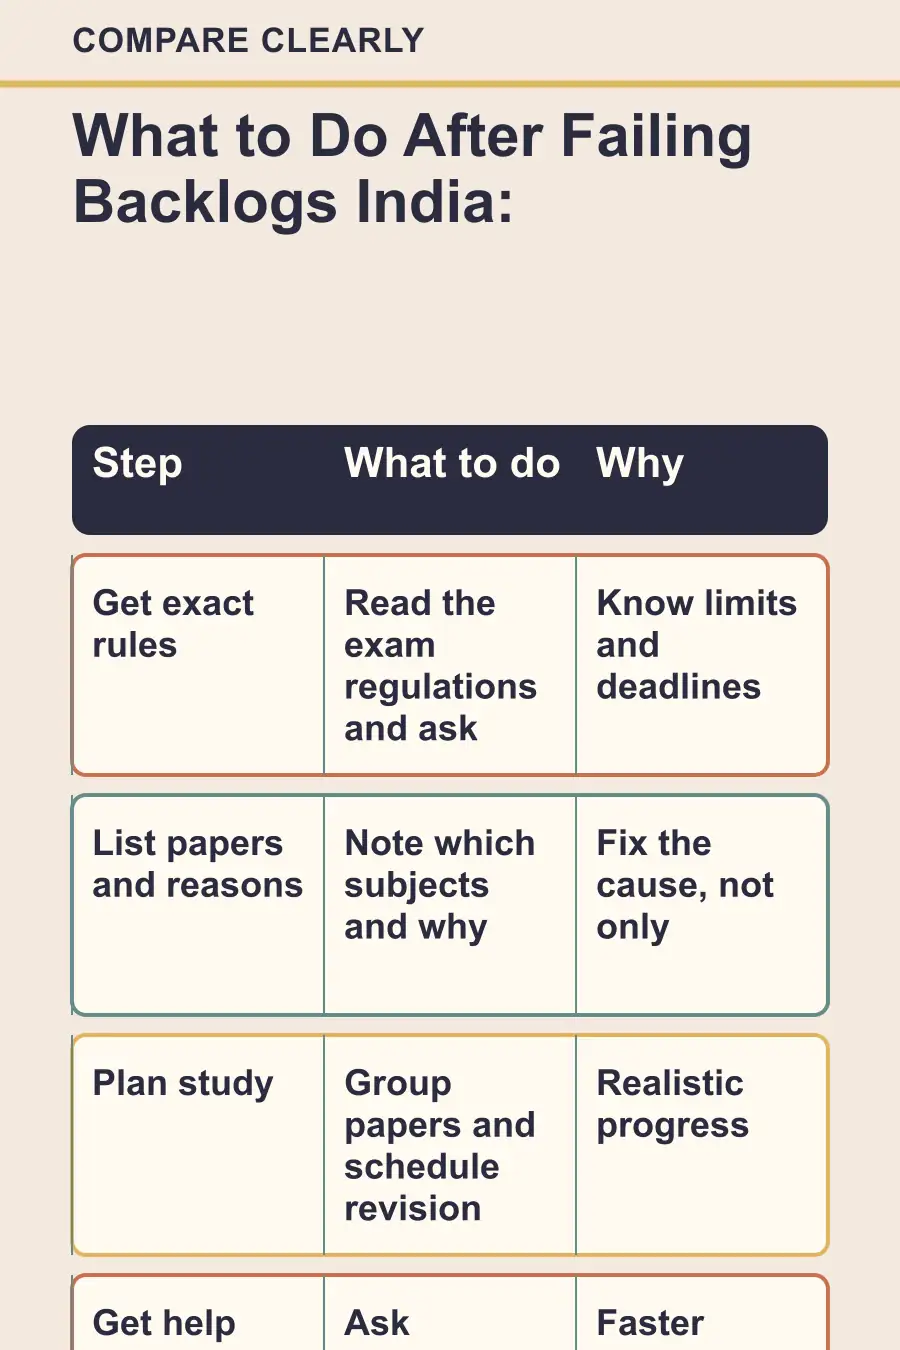 COMPARE CLEARLY
What to Do After Failing
Backlogs India:
Step
What to do
Why
Get exact
rules
Read the
exam
regulations
and ask
Know limits
and
deadlines
List papers
and reasons
Note which
subjects
and why
Fix the
cause, not
only
Plan study
Group
papers and
schedule
revision
Realistic
progress
Get help
Ask
Faster